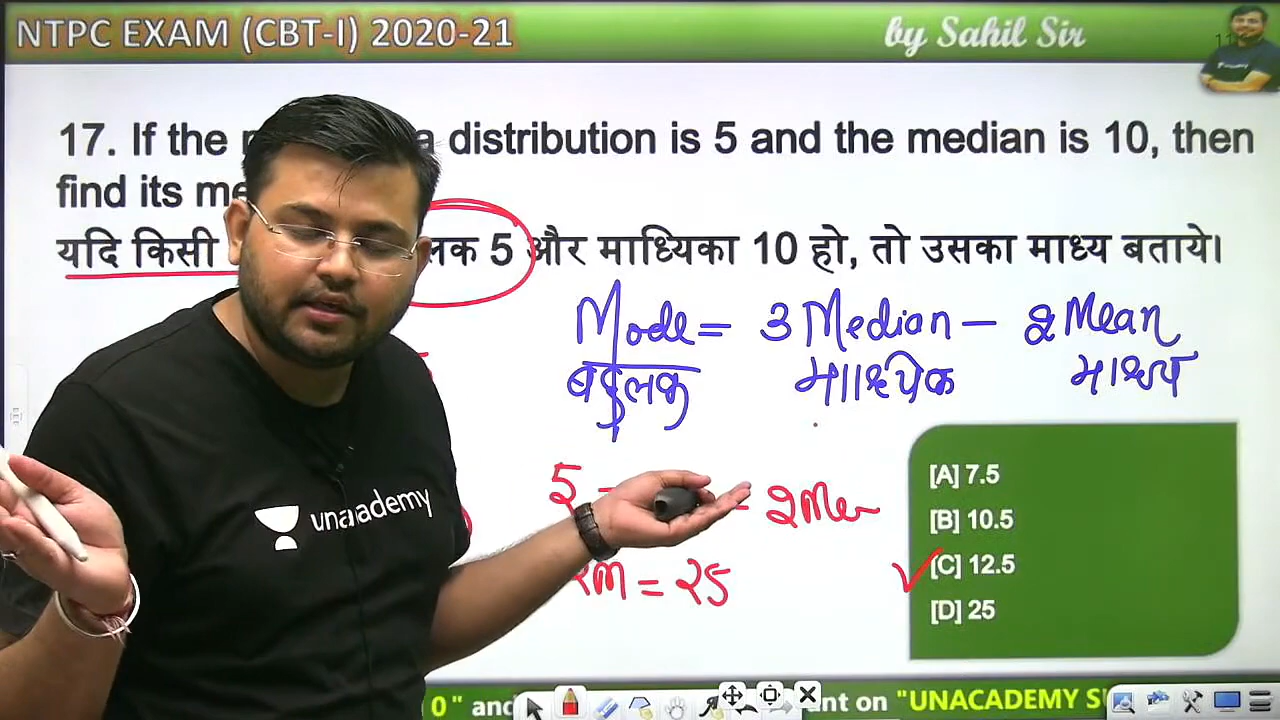 NTPC EXAM (CBT-I) 2020-21
by Sahil Sir
17. If the a distribution is 5 and the median is 10, then
find its me
यदि किसी लक 5 और माध्यिका 10 हो, तो उसका माध्य बताये।
Mode = 3 Median - 2 Mean
बहुलक माध्यिक माध्य
5 = 2Me
2M = 25
[A] 7.5
[B] 10.5
[C] 12.5
[D] 25
unacademy
0 " and nt on "UNACADEMY S